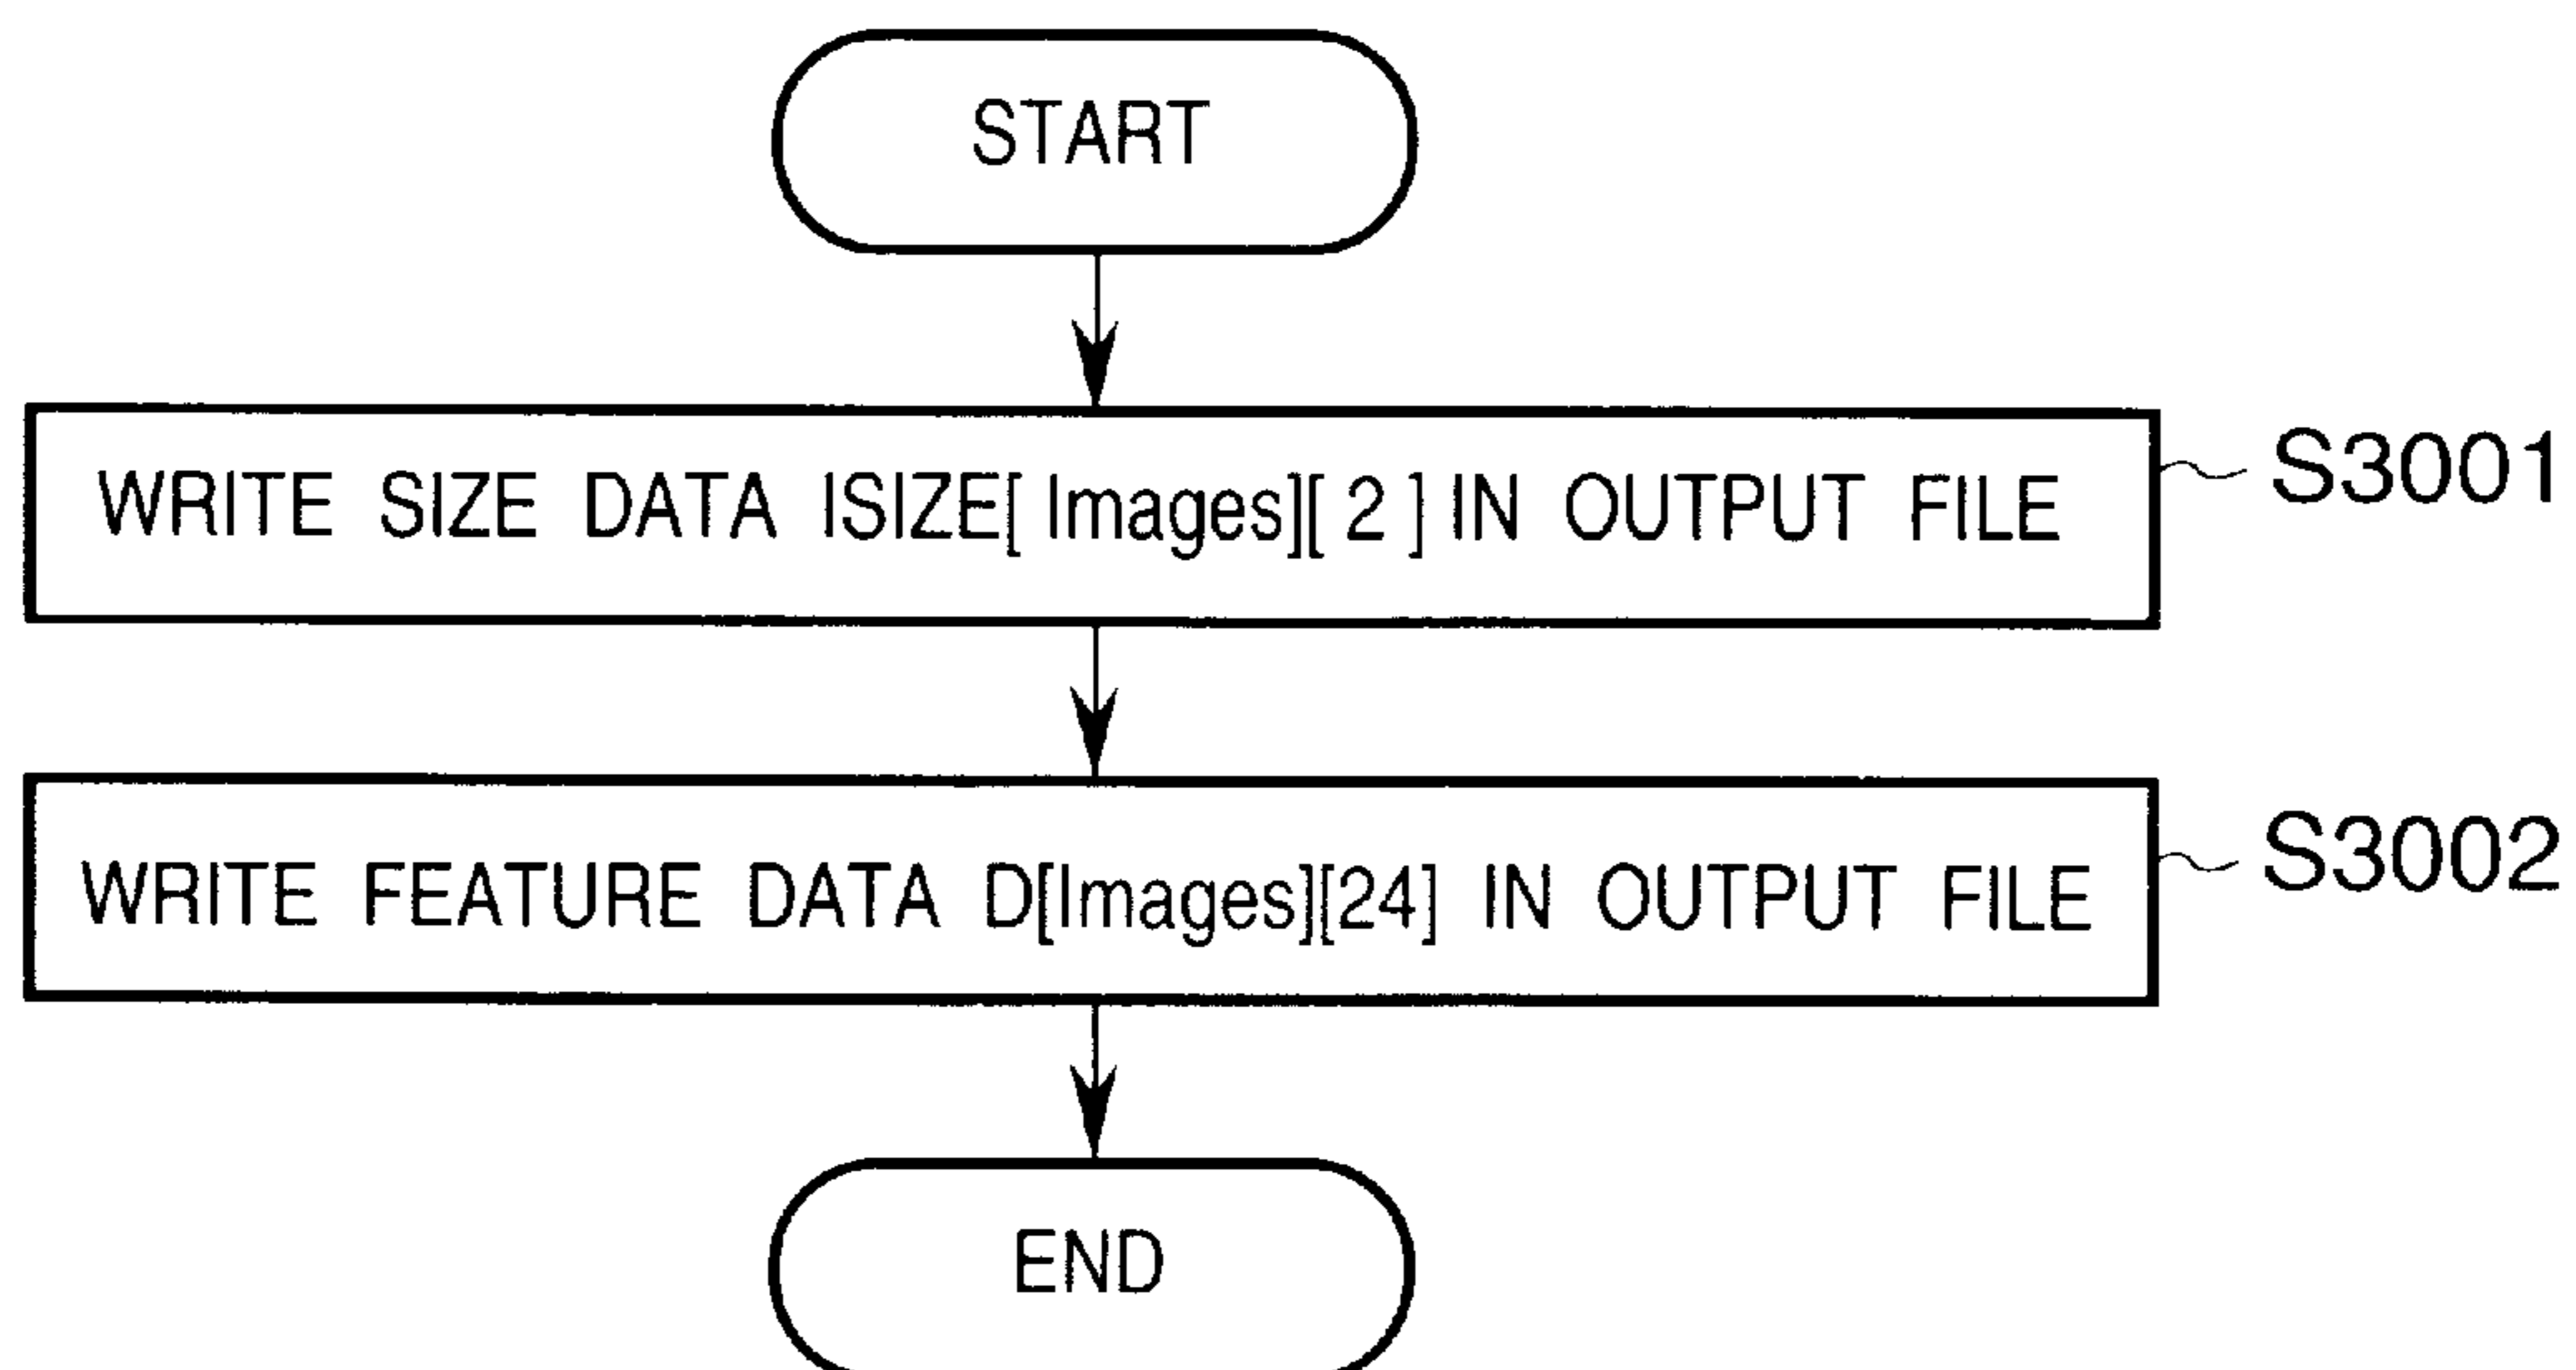 START
WRITE SIZE DATA ISIZE[ Images][ 2 ] IN OUTPUT FILE
S3001
WRITE FEATURE DATA D[Images][24] IN OUTPUT FILE
S3002
END